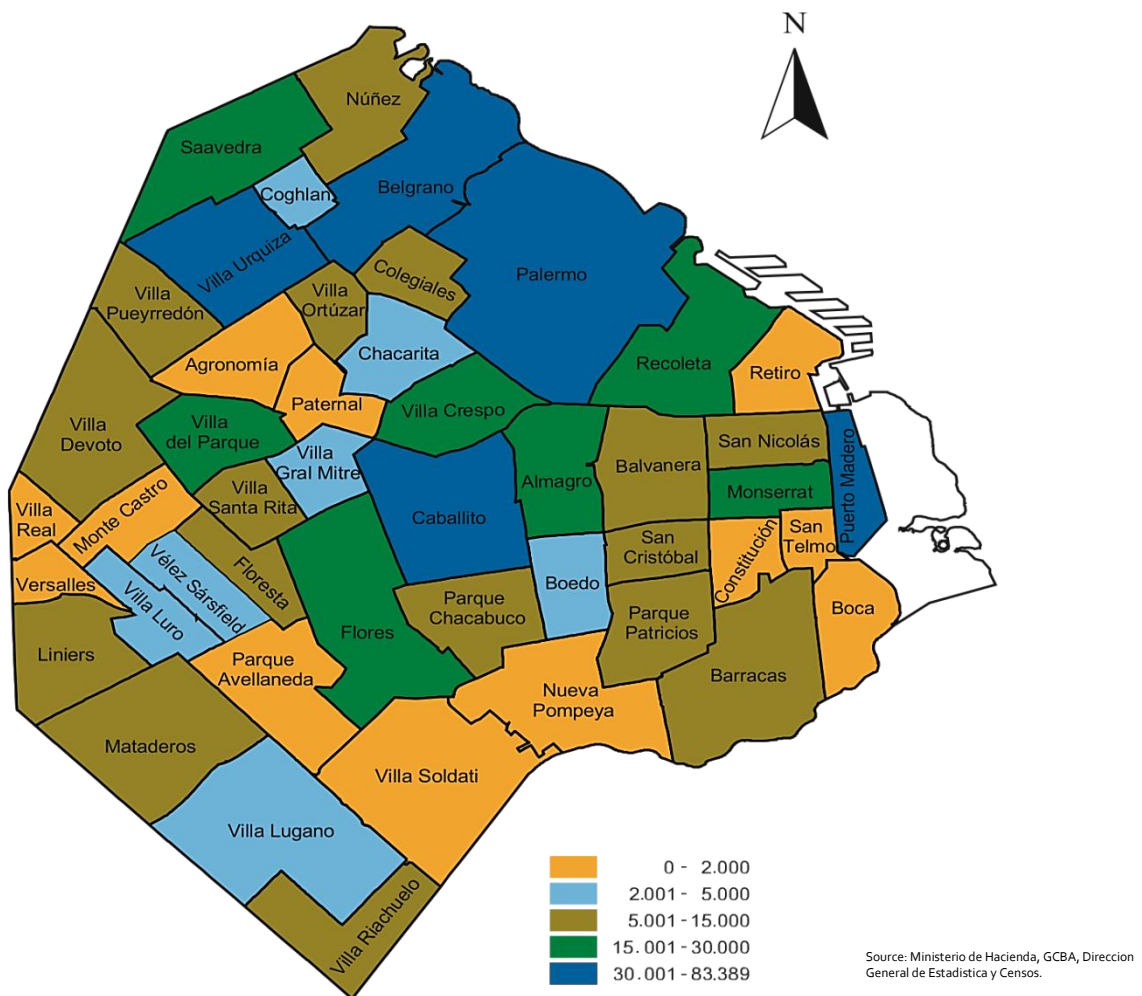 N
Núñez
Saavedra
Coghlan
Belgrano
Villa Urquiza
Palermo
Colegiales
Villa
Ortúzar
Villa
Pueyrredón
Chacarita
Agronomía
Recoleta
Retiro
Paternal
Villa Crespo
Villa
del Parque
Villa
Devoto
San Nicolás
Villa
Gral Mitre
Balvanera
Almagro
Monserrat
Puerto Madero
Villa
Santa Rita
Villa
Real
Monte Castro
Caballito
San
Telmo
San
Cristóbal
Constitución
Vélez Sársfield
Floresta
Versalles
Boedo
Villa Luro
Parque
Chacabuco
Boca
Parque
Patricios
Flores
Liniers
Parque
Avellaneda
Barracas
Nueva
Pompeya
Mataderos
Villa Soldati
Villa Lugano
Villa Riachuelo
0 - 2.000
2.001 - 5.000
5.001 - 15.000
15.001 - 30.000
30.001 - 83.389
Source: Ministerio de Hacienda, GCBA, Direccion
General de Estadistica y Censos.